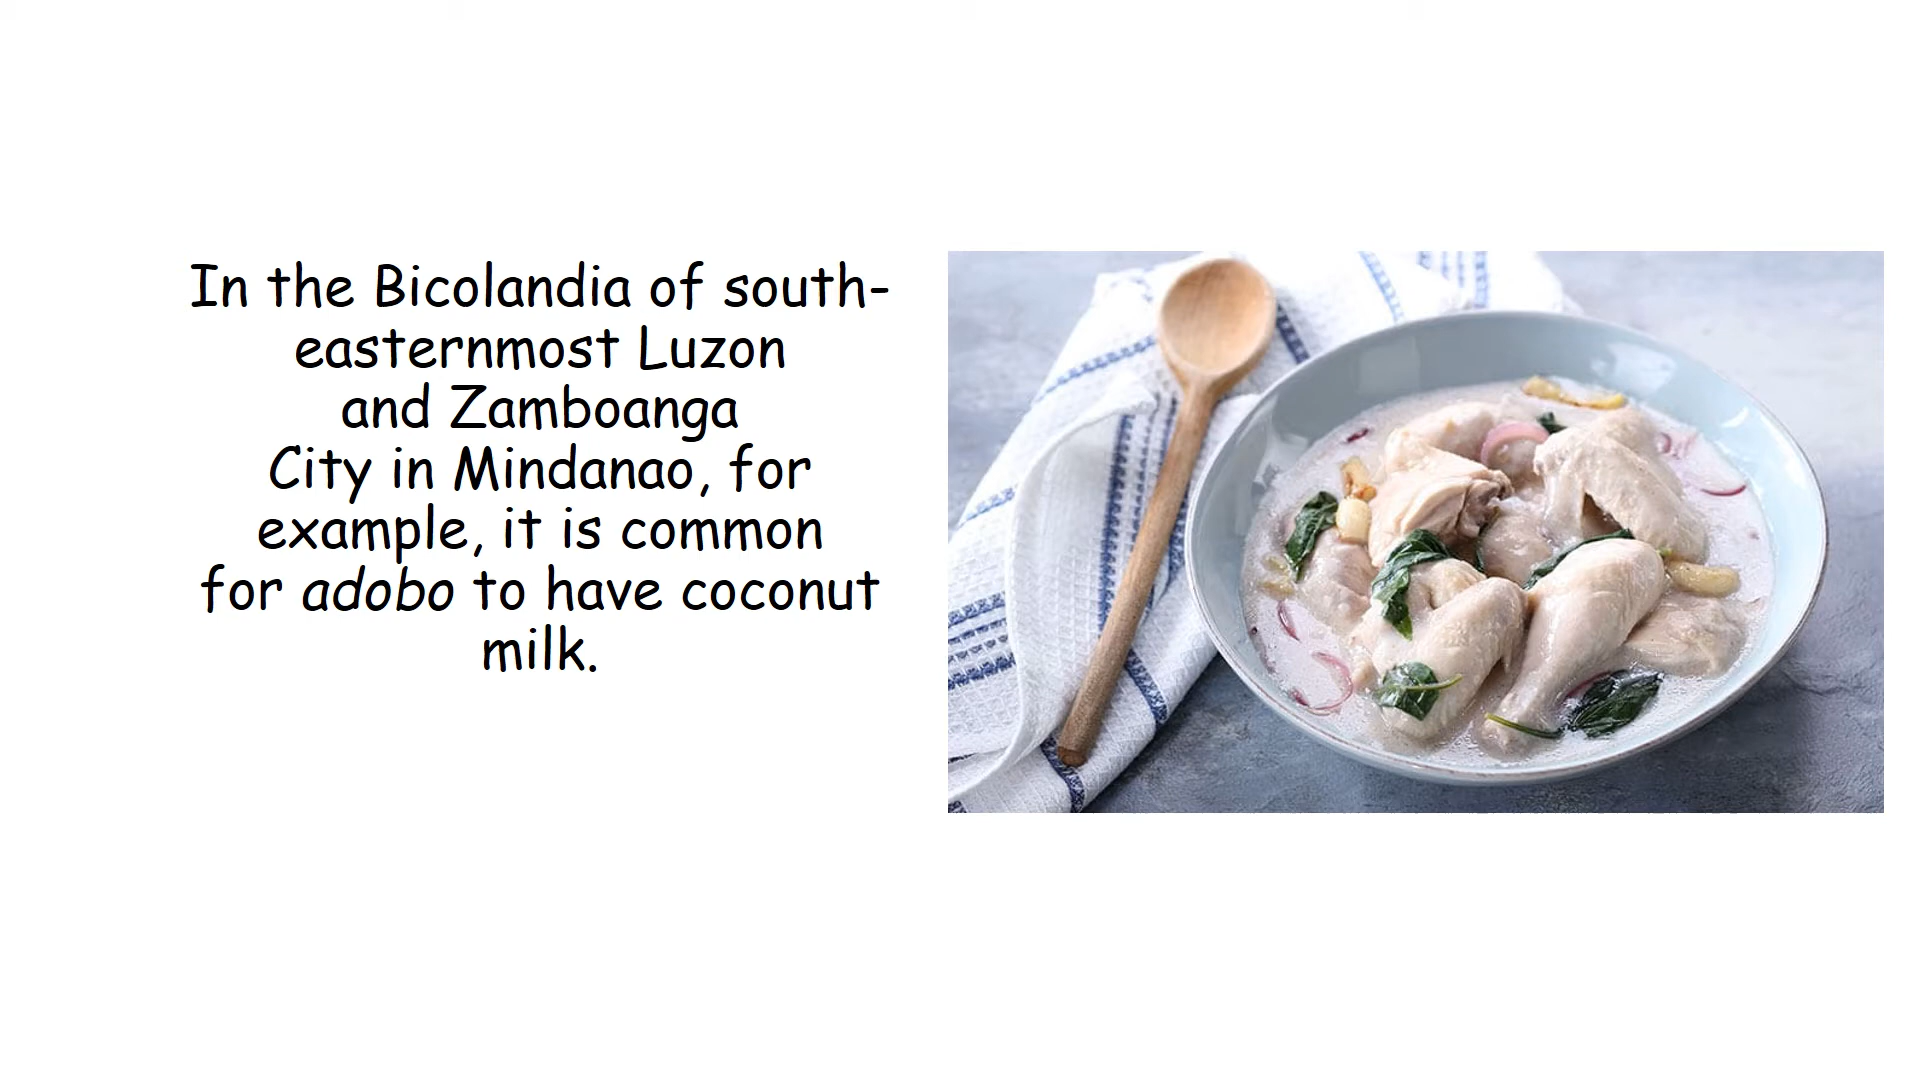 In the Bicolandia of south-
easternmost Luzon
and Zamboanga
City in Mindanao, for
example, it is common
for adobo to have coconut
milk.